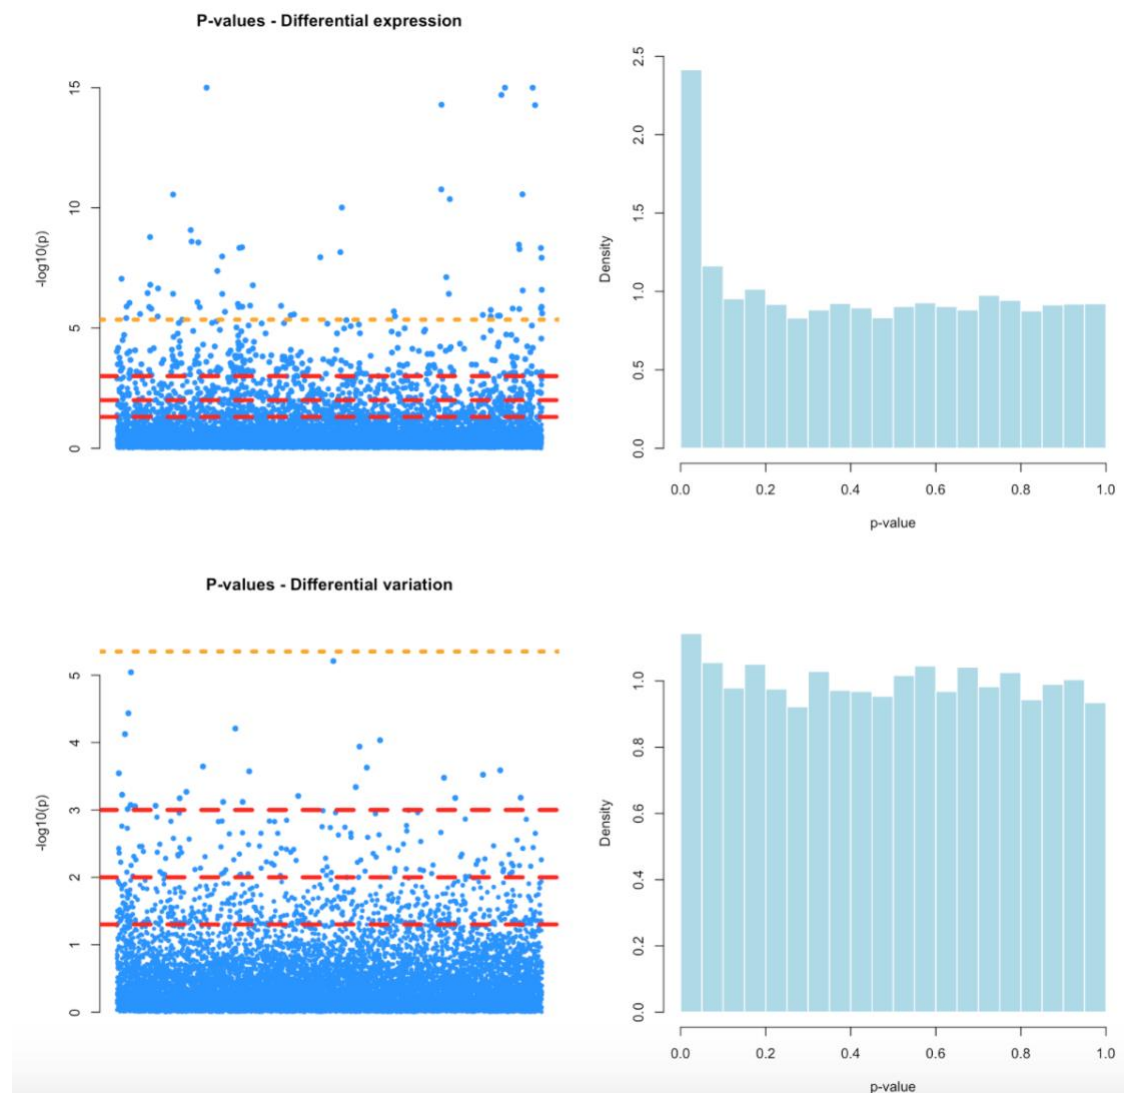 P-values - Differential expression
-log10(p)
15
10
5
0
Density
2.5
2.0
1.5
1.0
0.5
0.0
0.0 0.2 0.4 0.6 0.8 1.0
p-value
P-values - Differential variation
-log10(p)
5
4
3
2
1
0
Density
1.0
0.8
0.6
0.4
0.2
0.0
0.0 0.2 0.4 0.6 0.8 1.0
p-value